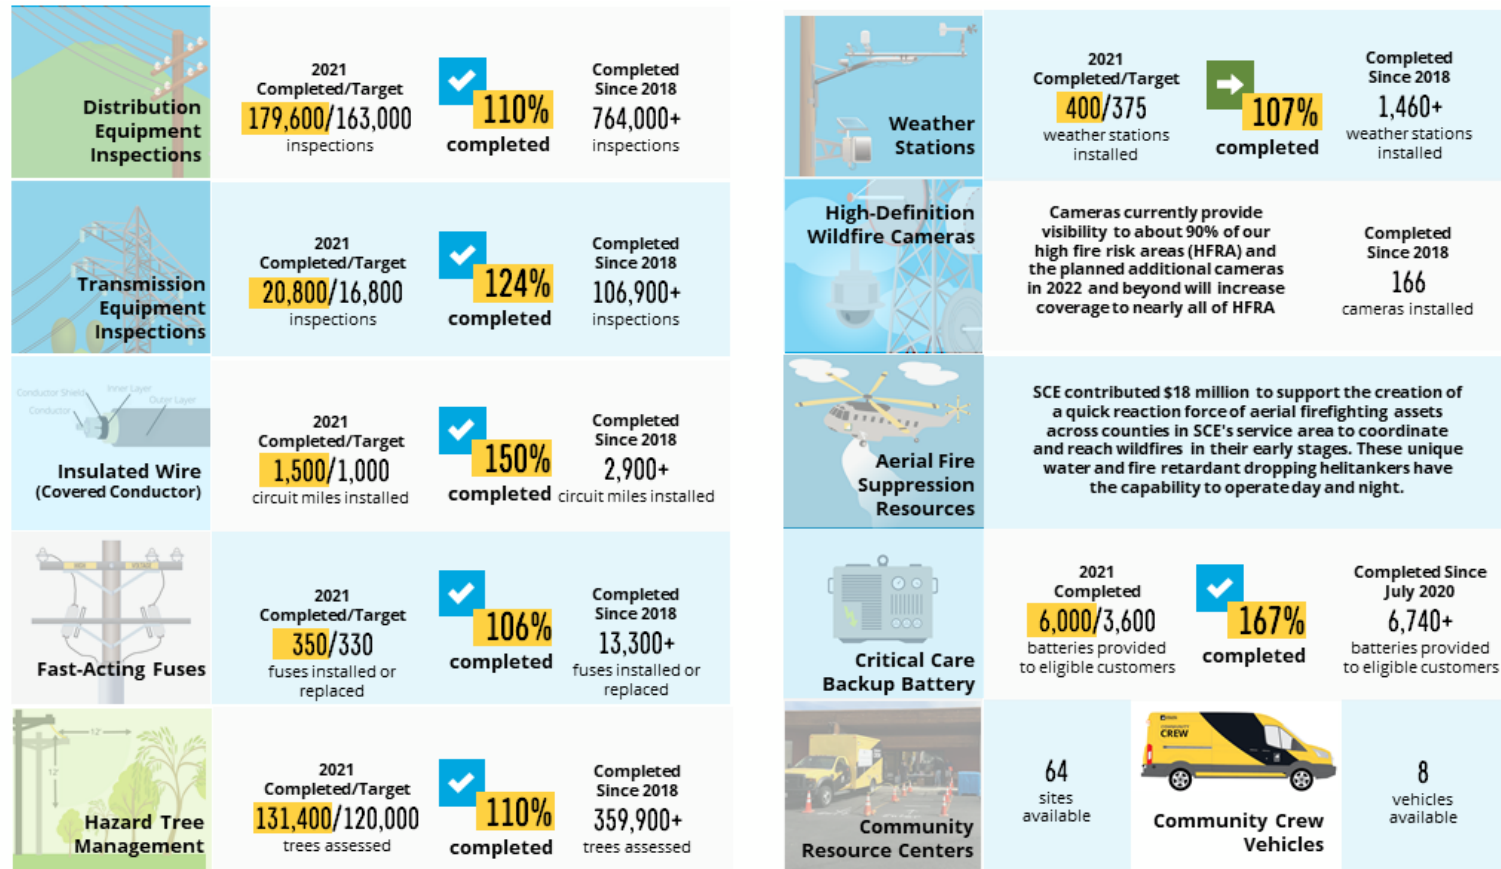 Distribution
Equipment
Inspections
2021
Completed/Target
179,600/163,000
inspections
110%
completed
Completed
Since 2018
764,000+
inspections
Transmission
Equipment
Inspections
2021
Completed/Target
20,800/16,800
inspections
124%
completed
Completed
Since 2018
106,900+
inspections
Conductor Shield
Inner Layer
Outer Layer
Conductor
Insulated Wire
(Covered Conductor)
2021
Completed/Target
1,500/1,000
circuit miles installed
150%
completed
Completed
Since 2018
2,900+
circuit miles installed
HIGH
VOLTAGE
Fast-Acting Fuses
2021
Completed/Target
350/330
fuses installed or
replaced
106%
completed
Completed
Since 2018
13,300+
fuses installed or
replaced
12'
12'
Hazard Tree
Management
2021
Completed/Target
131,400/120,000
trees assessed
110%
completed
Completed
Since 2018
359,900+
trees assessed
Weather
Stations
2021
Completed/Target
400/375
weather stations
installed
107%
completed
Completed
Since 2018
1,460+
weather stations
installed
High-Definition
Wildfire Cameras
Cameras currently provide
visibility to about 90% of our
high fire risk areas (HFRA) and
the planned additional cameras
in 2022 and beyond will increase
coverage to nearly all of HFRA
Completed
Since 2018
166
cameras installed
Aerial Fire
Suppression
Resources
SCE contributed $18 million to support the creation of
a quick reaction force of aerial firefighting assets
across counties in SCE's service area to coordinate
and reach wildfires in their early stages. These unique
water and fire retardant dropping helitankers have
the capability to operate day and night.
Critical Care
Backup Battery
2021
Completed
6,000/3,600
batteries provided
to eligible customers
167%
completed
Completed Since
July 2020
6,740+
batteries provided
to eligible customers
Community
Resource Centers
64
sites
available
COMMUNITY
CREW
Community Crew
Vehicles
8
vehicles
available